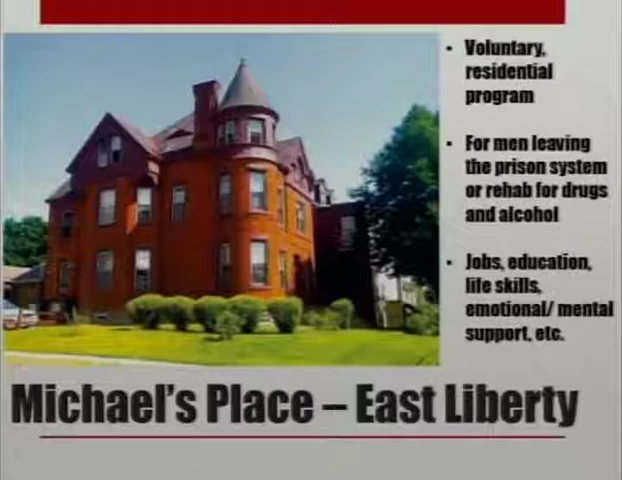 • Voluntary,
residential
program
• For men leaving
the prison system
or rehab for drugs
and alcohol
• Jobs, education,
life skills,
emotional/ mental
support, etc.
Michael's Place – East Liberty